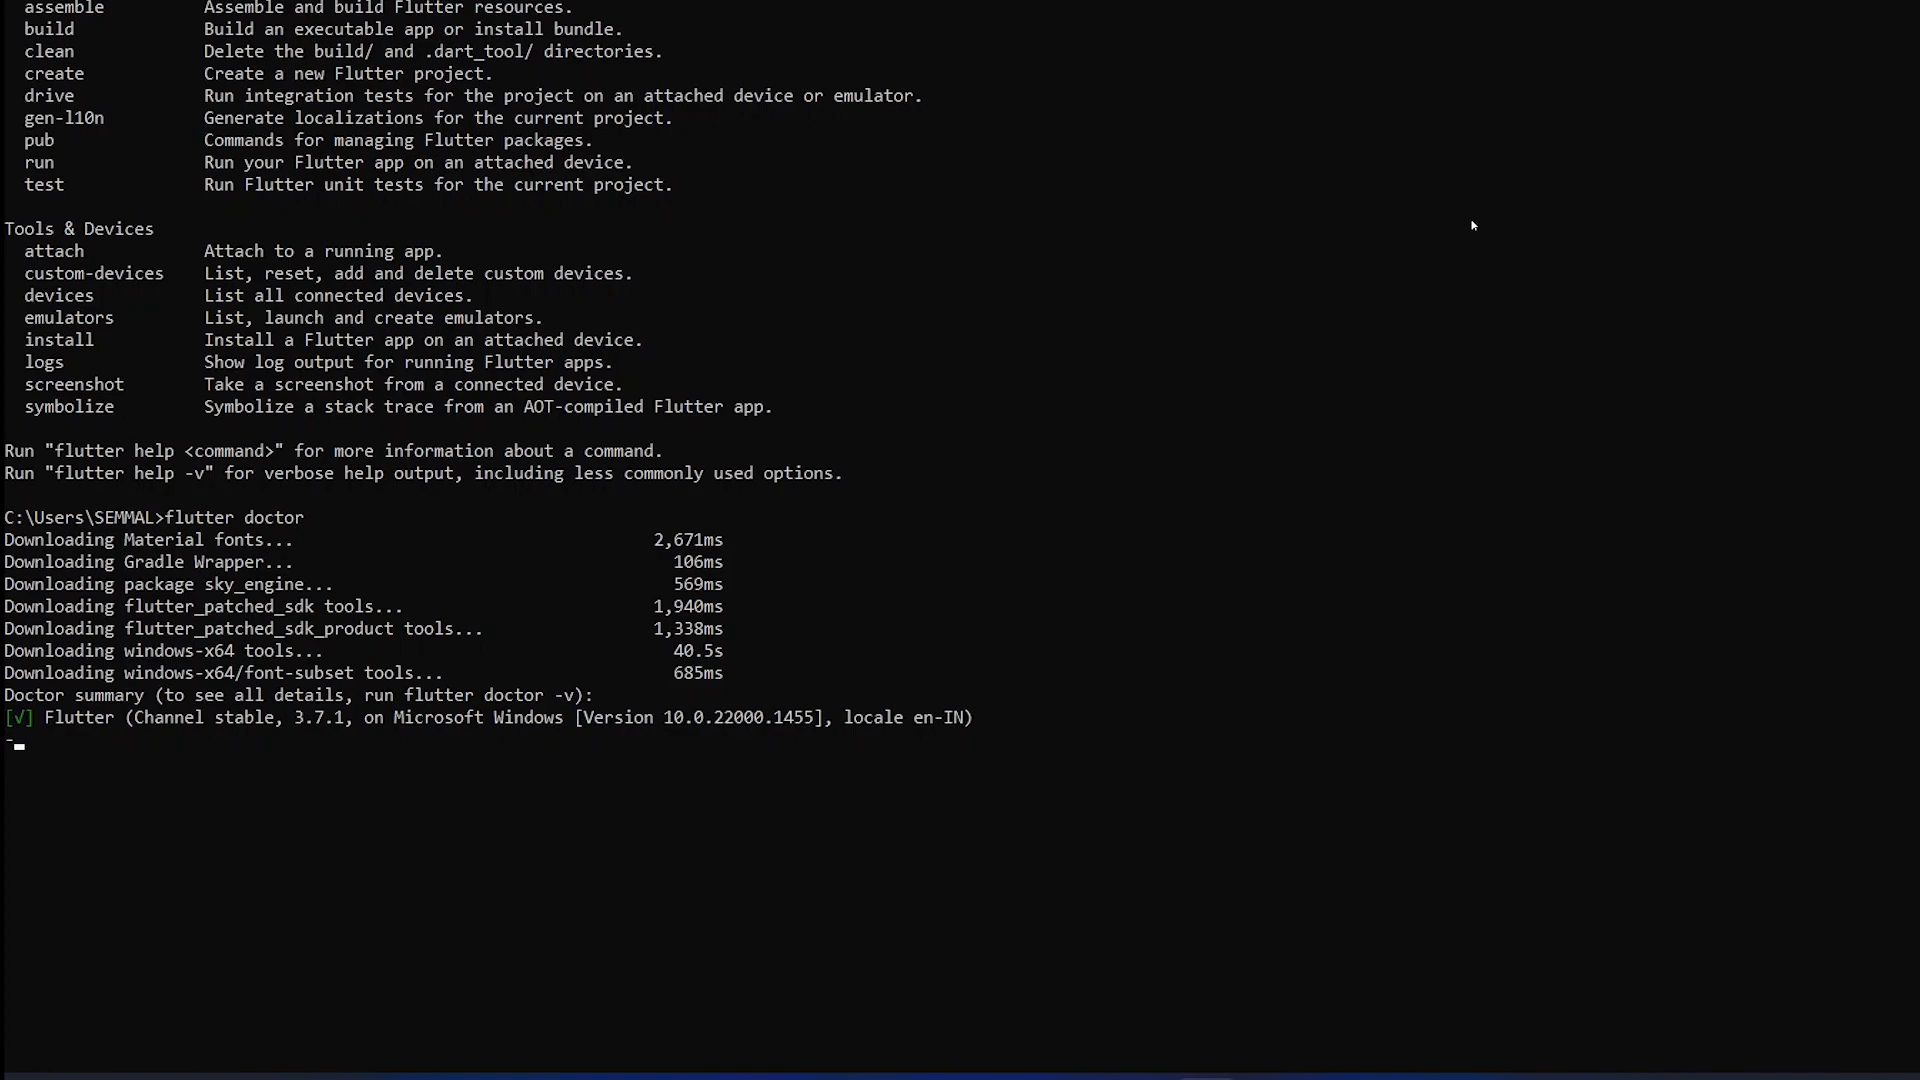 assemble Assemble and build Flutter resources.
build Build an executable app or install bundle.
clean Delete the build/ and .dart_tool/ directories.
create Create a new Flutter project.
drive Run integration tests for the project on an attached device or emulator.
gen-l10n Generate localizations for the current project.
pub Commands for managing Flutter packages.
run Run your Flutter app on an attached device.
test Run Flutter unit tests for the current project.
Tools & Devices
attach Attach to a running app.
custom-devices List, reset, add and delete custom devices.
devices List all connected devices.
emulators List, launch and create emulators.
install Install a Flutter app on an attached device.
logs Show log output for running Flutter apps.
screenshot Take a screenshot from a connected device.
symbolize Symbolize a stack trace from an AOT-compiled Flutter app.
Run "flutter help <command>" for more information about a command.
Run "flutter help -v" for verbose help output, including less commonly used options.
C:\Users\SEMMAL>flutter doctor
Downloading Material fonts... 2,671ms
Downloading Gradle Wrapper... 106ms
Downloading package sky_engine... 569ms
Downloading flutter_patched_sdk tools... 1,940ms
Downloading flutter_patched_sdk_product tools... 1,338ms
Downloading windows-x64 tools... 40.5s
Downloading windows-x64/font-subset tools... 685ms
Doctor summary (to see all details, run flutter doctor -v):
[√] Flutter (Channel stable, 3.7.1, on Microsoft Windows [Version 10.0.22000.1455], locale en-IN)
-